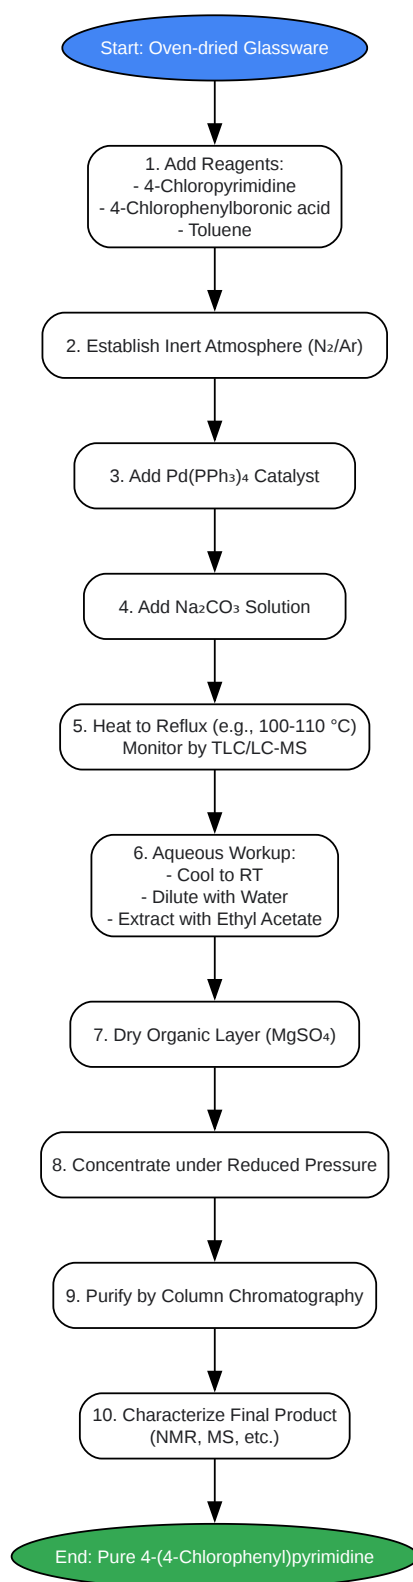 Start: Oven-dried Glassware
1. Add Reagents:
- 4-Chloropyrimidine
- 4-Chlorophenylboronic acid
- Toluene
2. Establish Inert Atmosphere (N₂/Ar)
3. Add Pd(PPh₃)₄ Catalyst
4. Add Na₂CO₃ Solution
5. Heat to Reflux (e.g., 100-110 °C)
Monitor by TLC/LC-MS
6. Aqueous Workup:
- Cool to RT
- Dilute with Water
- Extract with Ethyl Acetate
7. Dry Organic Layer (MgSO₄)
8. Concentrate under Reduced Pressure
9. Purify by Column Chromatography
10. Characterize Final Product
(NMR, MS, etc.)
End: Pure 4-(4-Chlorophenyl)pyrimidine